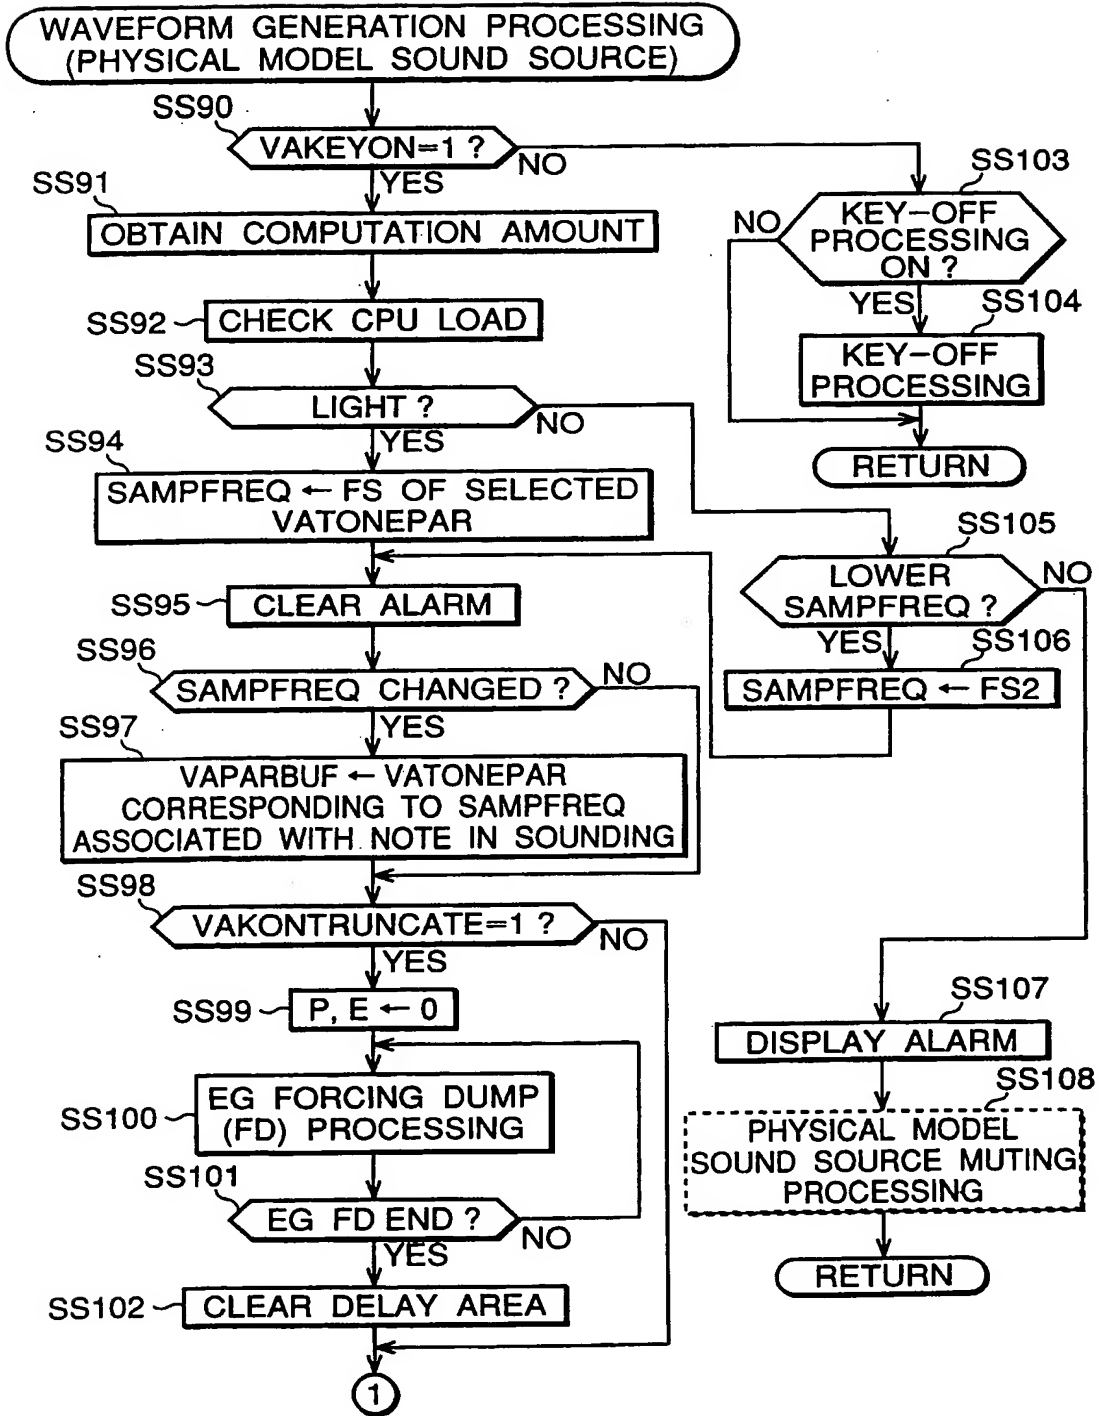 WAVEFORM GENERATION PROCESSING
(PHYSICAL MODEL SOUND SOURCE)
SS90
VAKEYON=1 ?
NO
YES
SS91
OBTAIN COMPUTATION AMOUNT
SS92
CHECK CPU LOAD
SS93
LIGHT ?
NO
YES
SS94
SAMPFREQ ← FS OF SELECTED
VATONEPAR
SS95
CLEAR ALARM
SS96
SAMPFREQ CHANGED ?
NO
YES
SS97
VAPARBUF ← VATONEPAR
CORRESPONDING TO SAMPFREQ
ASSOCIATED WITH NOTE IN SOUNDING
SS98
VAKONTRUNCATE=1 ?
NO
YES
SS99
P, E ← 0
SS100
EG FORCING DUMP
(FD) PROCESSING
SS101
EG FD END ?
NO
YES
SS102
CLEAR DELAY AREA
1
SS103
NO
KEY-OFF
PROCESSING
ON ?
YES
SS104
KEY-OFF
PROCESSING
RETURN
SS105
LOWER
SAMPFREQ ?
NO
YES
SS106
SAMPFREQ ← FS2
SS107
DISPLAY ALARM
SS108
PHYSICAL MODEL
SOUND SOURCE MUTING
PROCESSING
RETURN